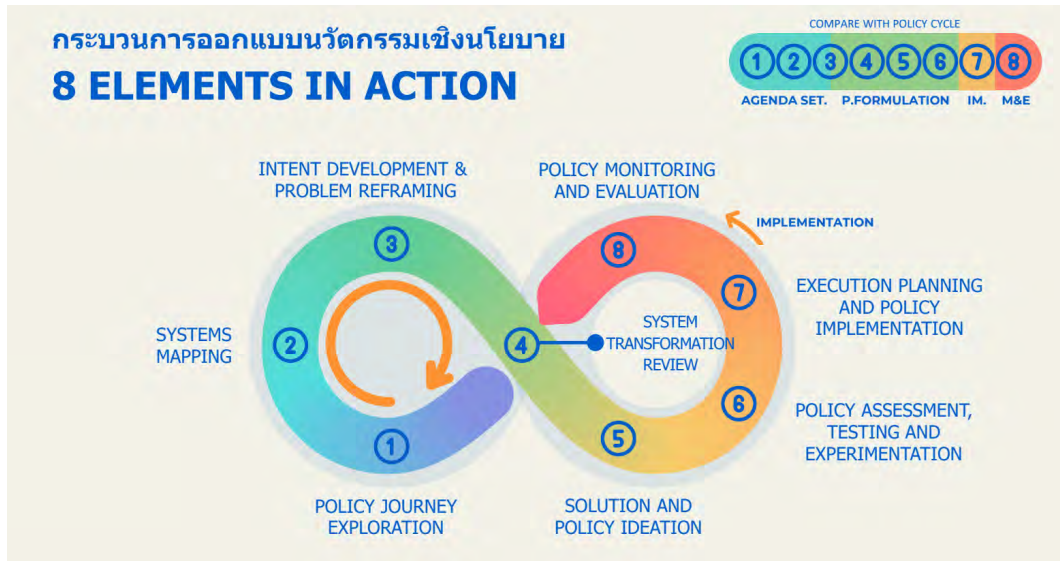 กระบวนการออกแบบนวัตกรรมเชิงนโยบาย
8 ELEMENTS IN ACTION
COMPARE WITH POLICY CYCLE
1 2 3 4 5 6 7 8
AGENDA SET. P.FORMULATION IM. M&E
INTENT DEVELOPMENT &
PROBLEM REFRAMING
POLICY MONITORING
AND EVALUATION
IMPLEMENTATION
3
8
7
EXECUTION PLANNING
AND POLICY
IMPLEMENTATION
SYSTEMS
MAPPING
2
4
SYSTEM
TRANSFORMATION
REVIEW
6
POLICY ASSESSMENT,
TESTING AND
EXPERIMENTATION
1
5
POLICY JOURNEY
EXPLORATION
SOLUTION AND
POLICY IDEATION